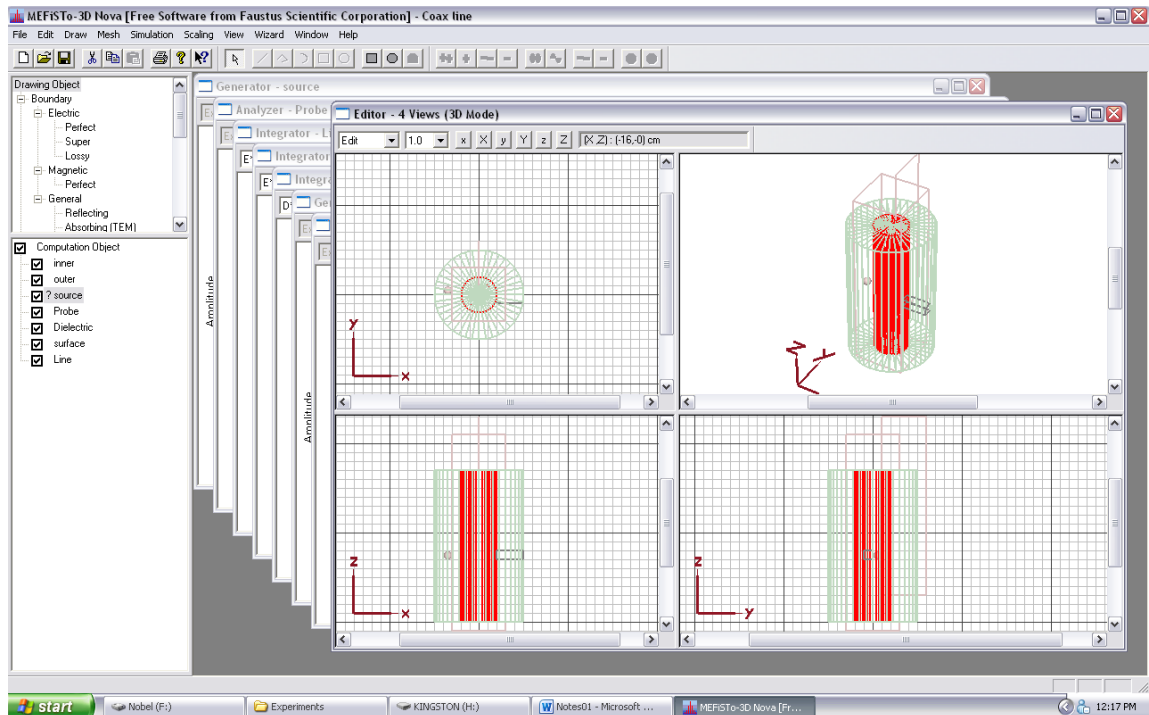 MEFiSTo-3D Nova [Free Software from Faustus Scientific Corporation] - Coax line
File Edit Draw Mesh Simulation Scaling View Wizard Window Help
Drawing Object
Boundary
Electric
Perfect
Super
Lossy
Magnetic
Perfect
General
Reflecting
Absorbing (TEM)
Computation Object
inner
outer
? source
Probe
Dielectric
surface
Line
Generator - source
Analyzer - Probe
Integrator - Li
Integrator
Integra
Ge
Amplitude
Amplitude
Editor - 4 Views (3D Mode)
Edit 1.0 x X y Y z Z (X,Z) : (-16,-0) cm
Y
X
Z
Y
Z
X
Z
Y
start Nobel (F:) Experiments KINGSTON (H:) Notes01 - Microsoft ... MEFiSTo-3D Nova [Fr... 12:17 PM